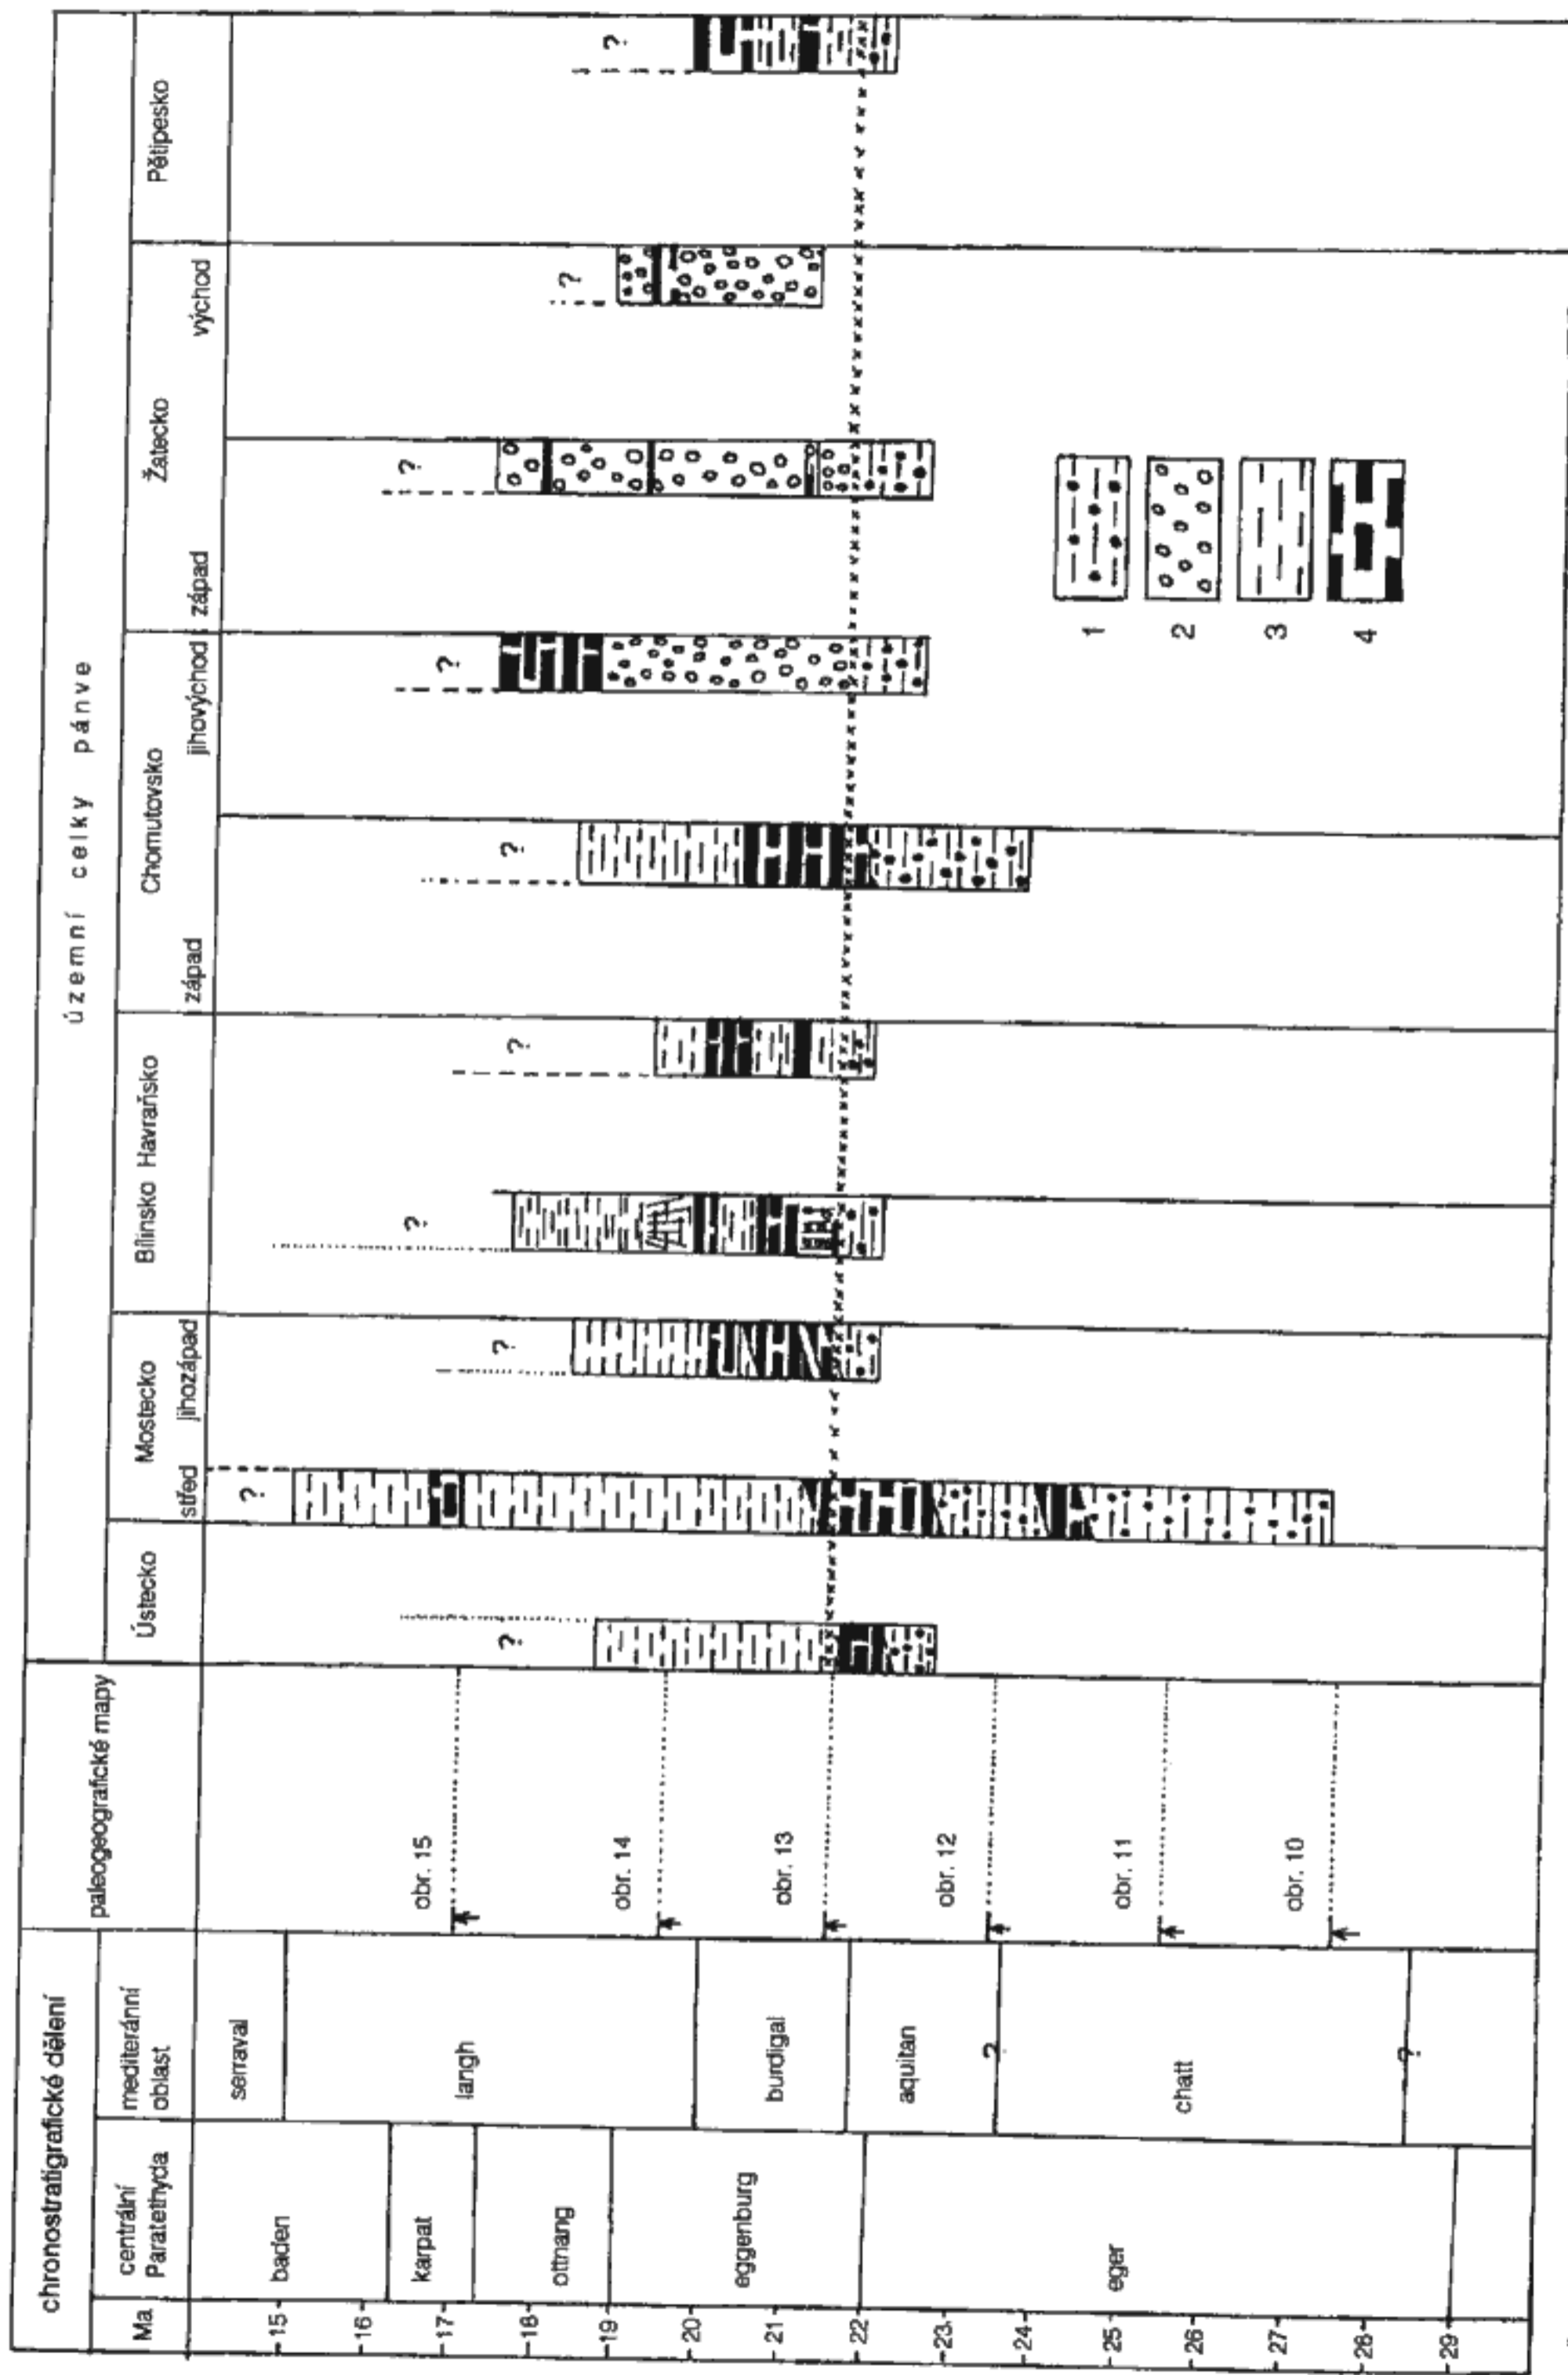 chronostratigrafické dělení
paleogeografické mapy
územní celky pánve
Ma
centrální
Paratethyda
mediteránní
oblast
Ústecko
Mostecko
střed
jihozápad
Bílinsko
Havraňsko
Chomutovsko
západ
jihovýchod
Žatecko
západ
východ
Pětipesko
15
16
17
18
19
20
21
22
23
24
25
26
27
28
29
baden
karpat
ottnang
eggenburg
eger
serraval
langh
burdigal
aquitan
?
chatt
?
obr. 15
obr. 14
obr. 13
obr. 12
obr. 11
obr. 10
?
?
?
?
?
?
?
?
?
?
1
2
3
4